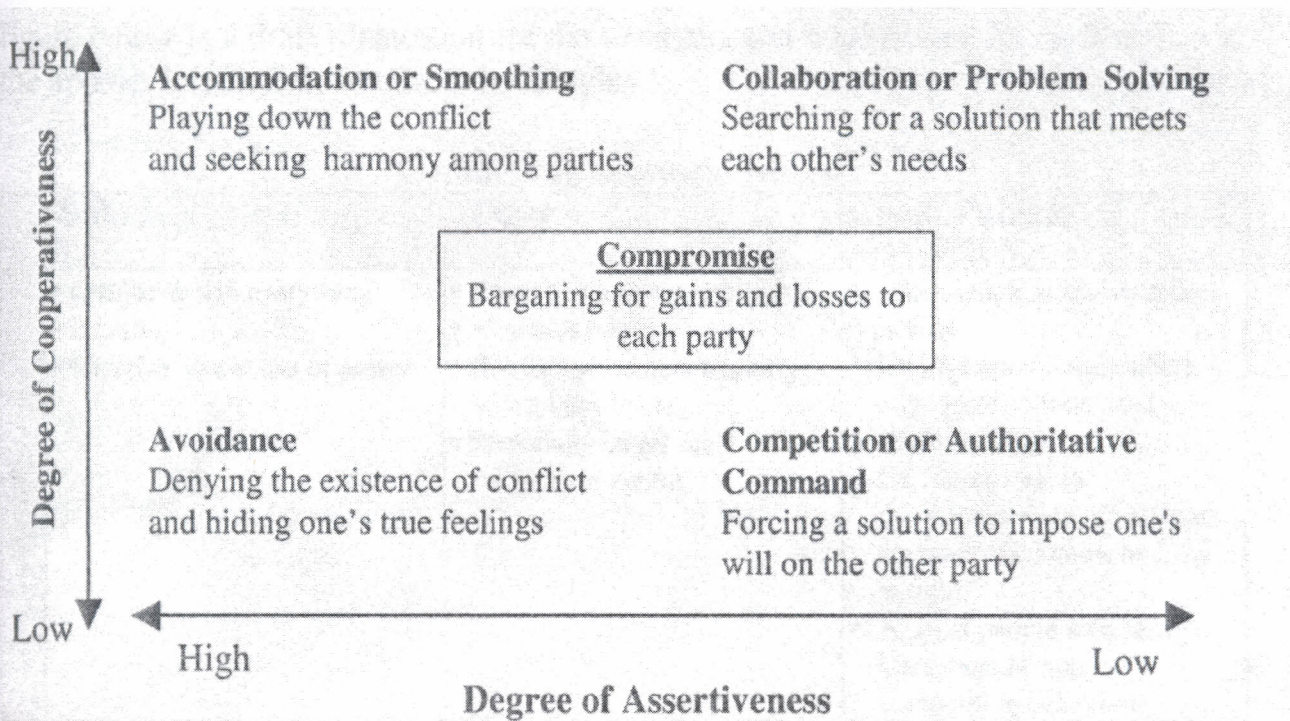 High
Accommodation or Smoothing
Playing down the conflict
and seeking harmony among parties
Collaboration or Problem Solving
Searching for a solution that meets
each other's needs
Degree of Cooperativeness
Compromise
Barganing for gains and losses to
each party
Avoidance
Denying the existence of conflict
and hiding one's true feelings
Competition or Authoritative
Command
Forcing a solution to impose one's
will on the other party
Low
High
Low
Degree of Assertiveness